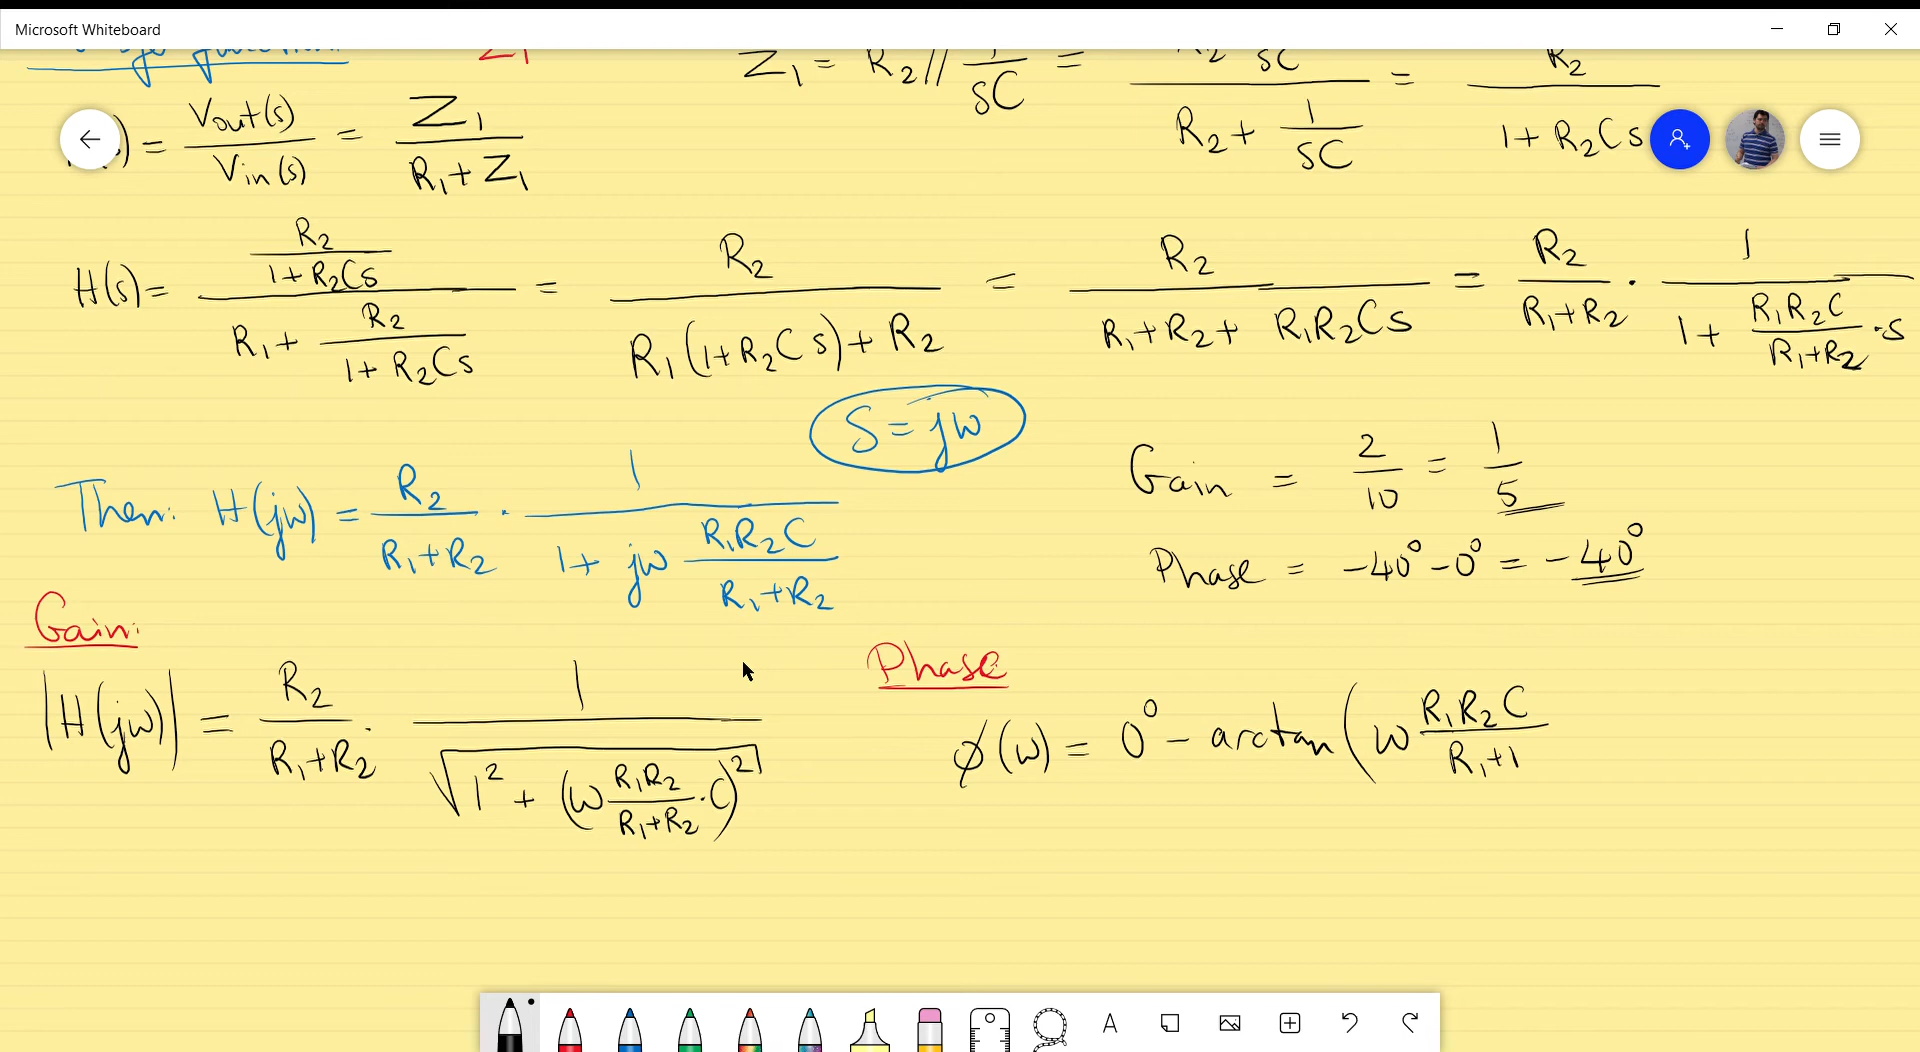 Microsoft Whiteboard
Z₁
Z₁ = R₂ // 1/sC = R₂ sC / (R₂ + 1/sC) = R₂ / (1 + R₂Cs
) = Vout(s) / Vin(s) = Z₁ / (R₁ + Z₁)
H(s) = (R₂ / (1 + R₂Cs)) / (R₁ + R₂ / (1 + R₂Cs)) = R₂ / (R₁(1 + R₂Cs) + R₂) = R₂ / (R₁ + R₂ + R₁R₂Cs) = R₂ / (R₁ + R₂) · 1 / (1 + (R₁R₂C / (R₁ + R₂)) · s)
S = jω
Then: H(jω) = R₂ / (R₁ + R₂) · 1 / (1 + jω R₁R₂C / (R₁ + R₂))
Gain = 2/10 = 1/5
Phase = -40° - 0° = -40°
Gain:
|H(jω)| = R₂ / (R₁ + R₂) · 1 / √(1² + (ω (R₁R₂ / (R₁ + R₂)) · C)²)
Phase
ϕ(ω) = 0° - arctan (ω R₁R₂C / R₁+1
A